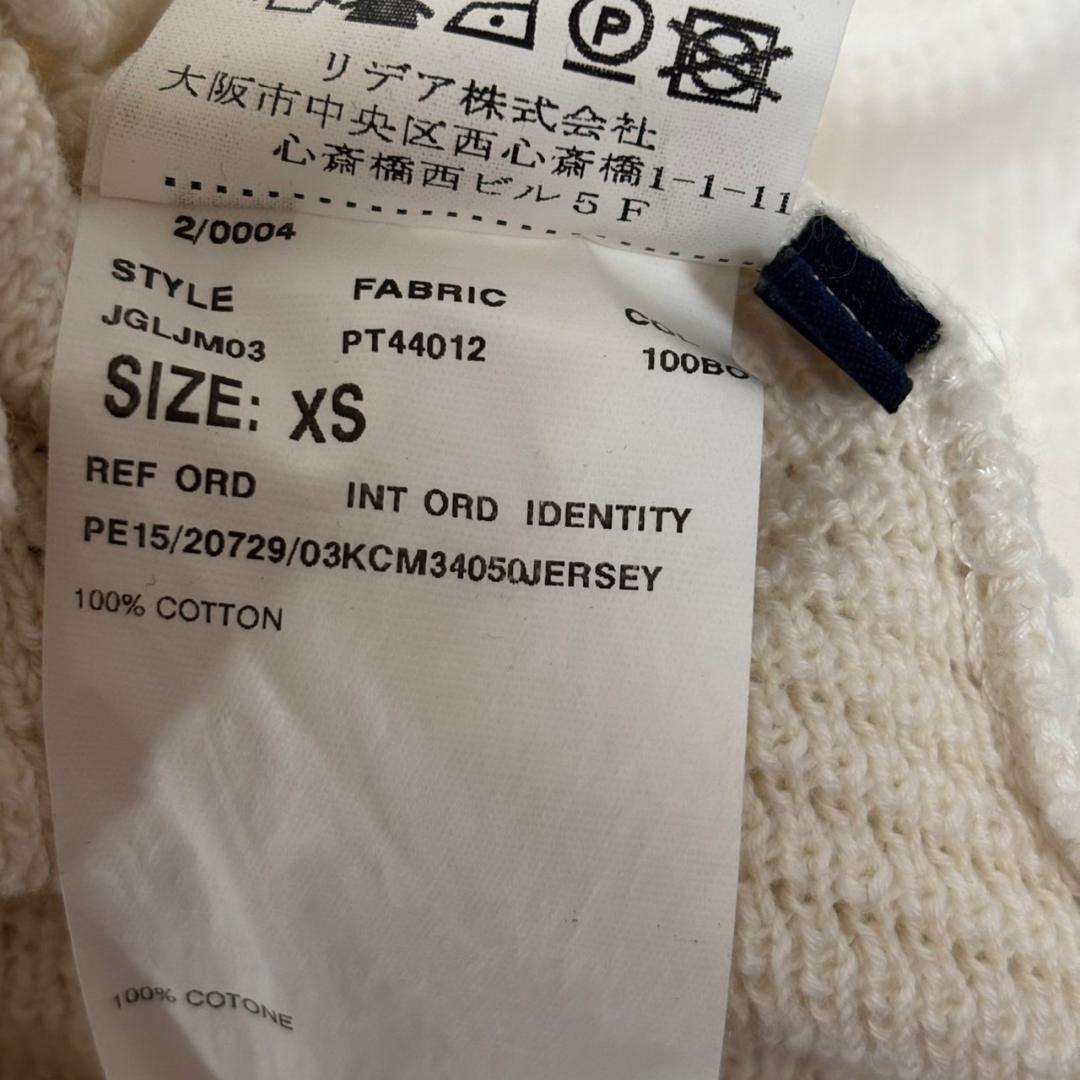 P
リデア株式会社
大阪市中央区西心斎橋1-1-11
心斎橋西ビル5F
2/0004
STYLE FABRIC
JGLJM03 PT44012
SIZE: XS
REF ORD INT ORD IDENTITY
PE15/20729/03KCM34050JERSEY
100% COTTON
100% COTONE